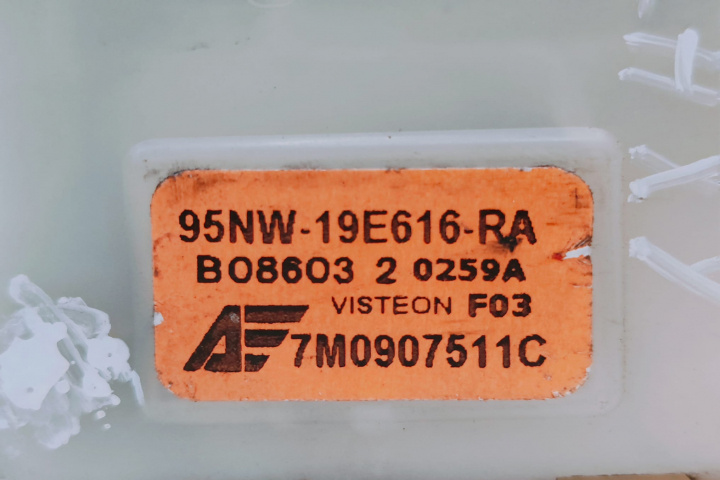 95NW-19E616-RA
B08603 2 0259A
VISTEON F03
AF 7M0907511C